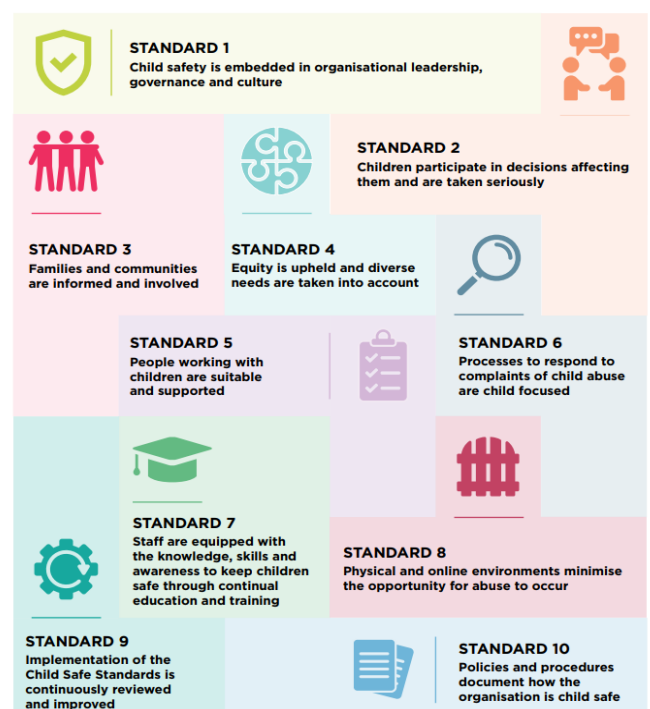 STANDARD 1
Child safety is embedded in organisational leadership,
governance and culture
STANDARD 2
Children participate in decisions affecting
them and are taken seriously
STANDARD 3
Families and communities
are informed and involved
STANDARD 4
Equity is upheld and diverse
needs are taken into account
STANDARD 5
People working with
children are suitable
and supported
STANDARD 6
Processes to respond to
complaints of child abuse
are child focused
STANDARD 7
Staff are equipped with
the knowledge, skills and
awareness to keep children
safe through continual
education and training
STANDARD 8
Physical and online environments minimise
the opportunity for abuse to occur
STANDARD 9
Implementation of the
Child Safe Standards is
continuously reviewed
and improved
STANDARD 10
Policies and procedures
document how the
organisation is child safe